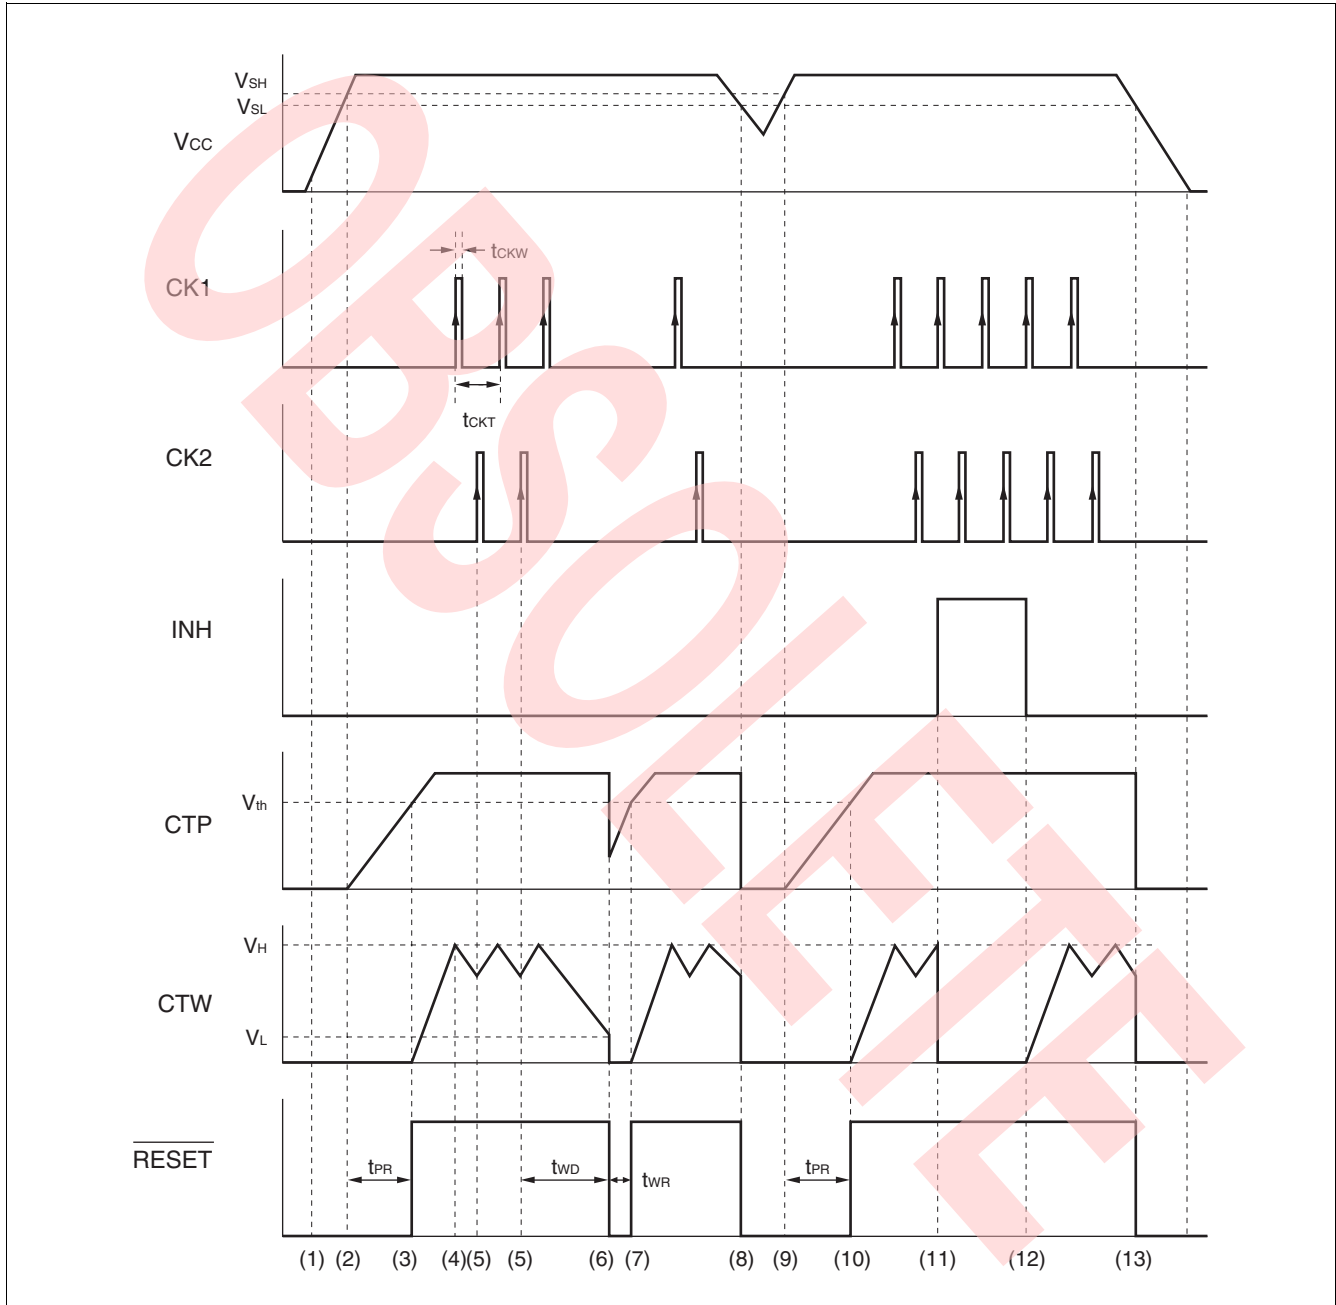 VSH
VSL
VCC
tCKW
CK1
tCKT
CK2
INH
Vth
CTP
VH
CTW
VL
RESET
tPR
tWD
tWR
tPR
(1) (2) (3) (4)(5) (5) (6) (7) (8) (9) (10) (11) (12) (13)
OBSOLETE